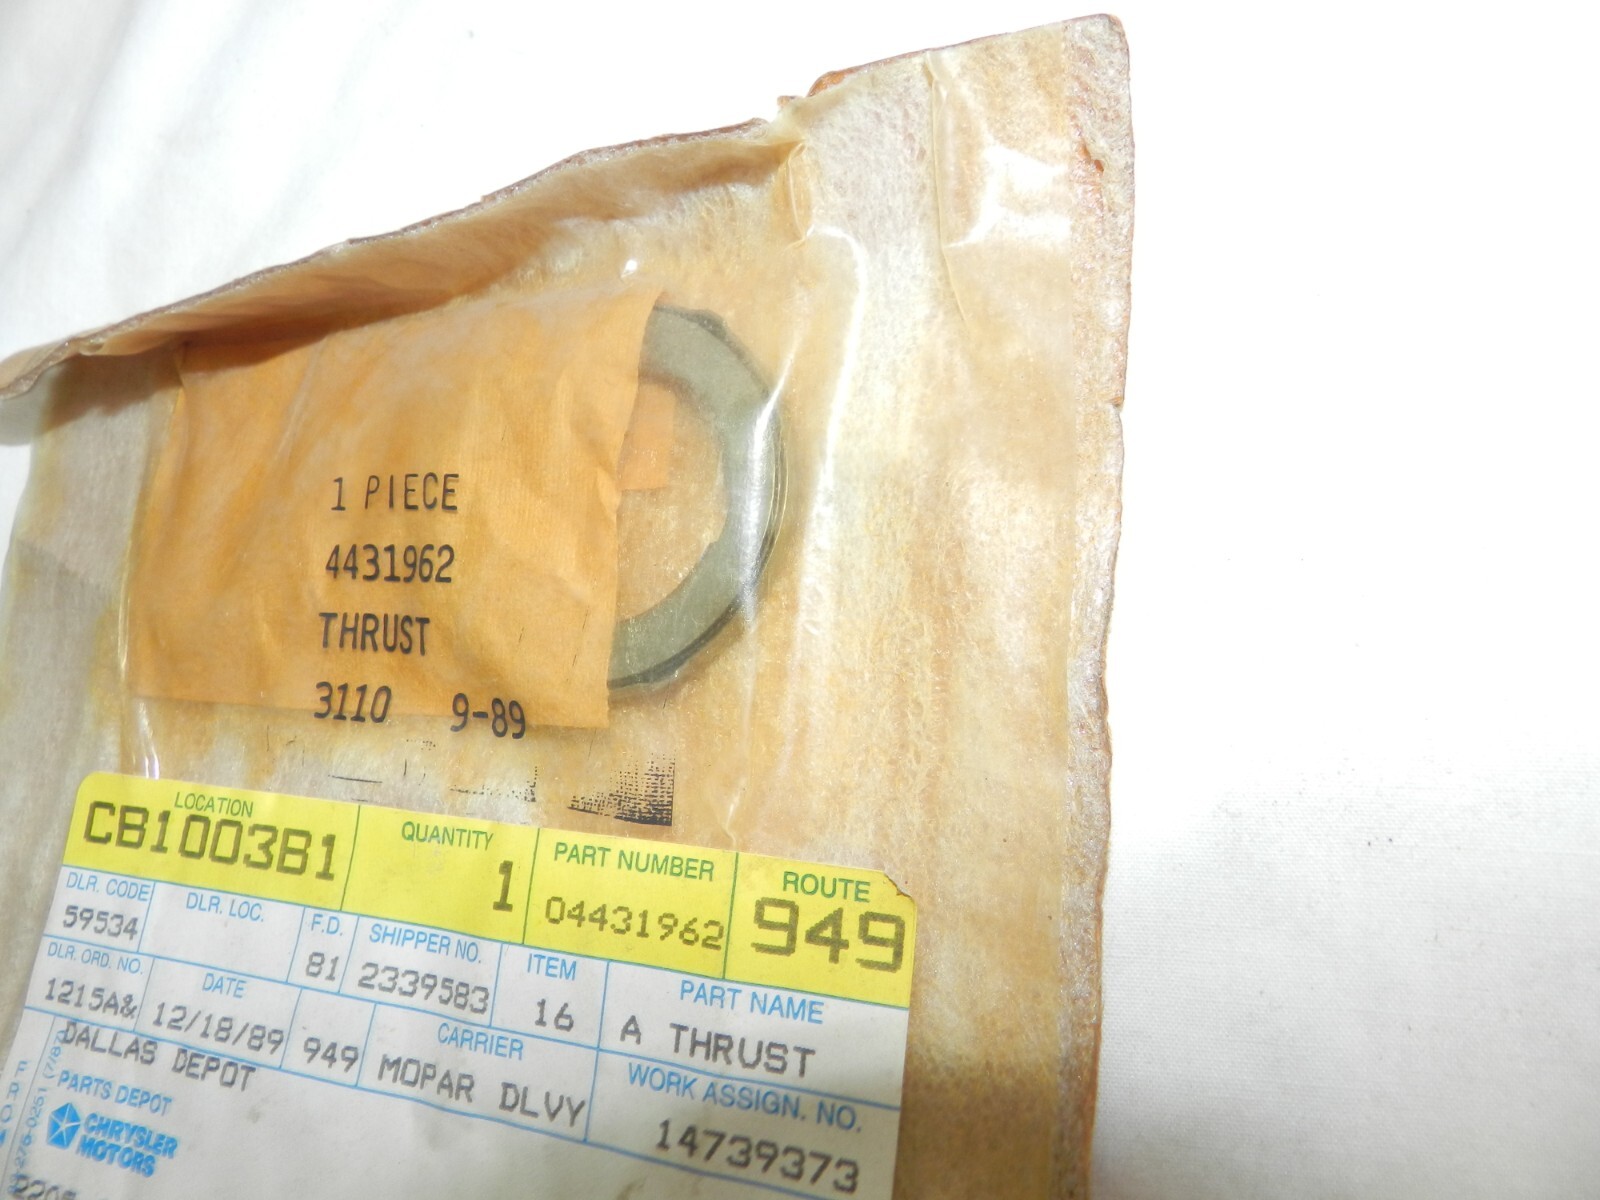 1 PIECE
4431962
THRUST
3110 9-89
LOCATION QUANTITY PART NUMBER ROUTE
CB1003B1 1 04431962 949
DLR. CODE DLR. LOC. F.D. SHIPPER NO. ITEM PART NAME
59534 81 2339583 16 A THRUST
DLR. ORD. NO. DATE CARRIER WORK ASSIGN. NO.
1215A& 12/18/89 949 MOPAR DLVY 14739373
DALLAS DEPOT
PARTS DEPOT
CHRYSLER
MOTORS
FROM